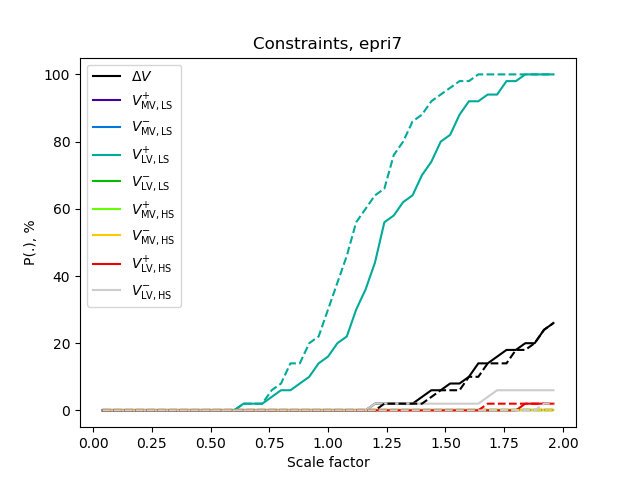 Constraints, epri7
100
80
60
40
20
0
P(.), %
ΔV
V⁺MV, LS
V⁻MV, LS
V⁺LV, LS
V⁻LV, LS
V⁺MV, HS
V⁻MV, HS
V⁺LV, HS
V⁻LV, HS
0.00 0.25 0.50 0.75 1.00 1.25 1.50 1.75 2.00
Scale factor